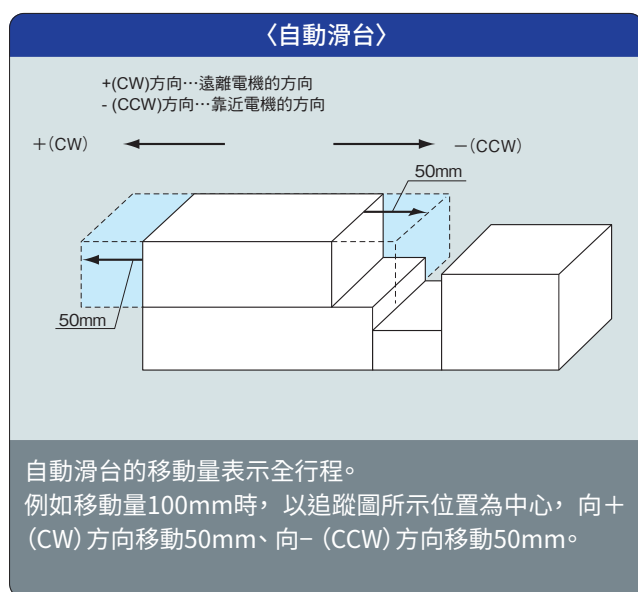 〈自動滑台〉
+(CW)方向…遠離電機的方向
- (CCW)方向…靠近電機的方向
＋(CW)
－(CCW)
50mm
50mm
自動滑台的移動量表示全行程。
例如移動量100mm時，以追蹤圖所示位置為中心，向＋
(CW)方向移動50mm、向−(CCW)方向移動50mm。